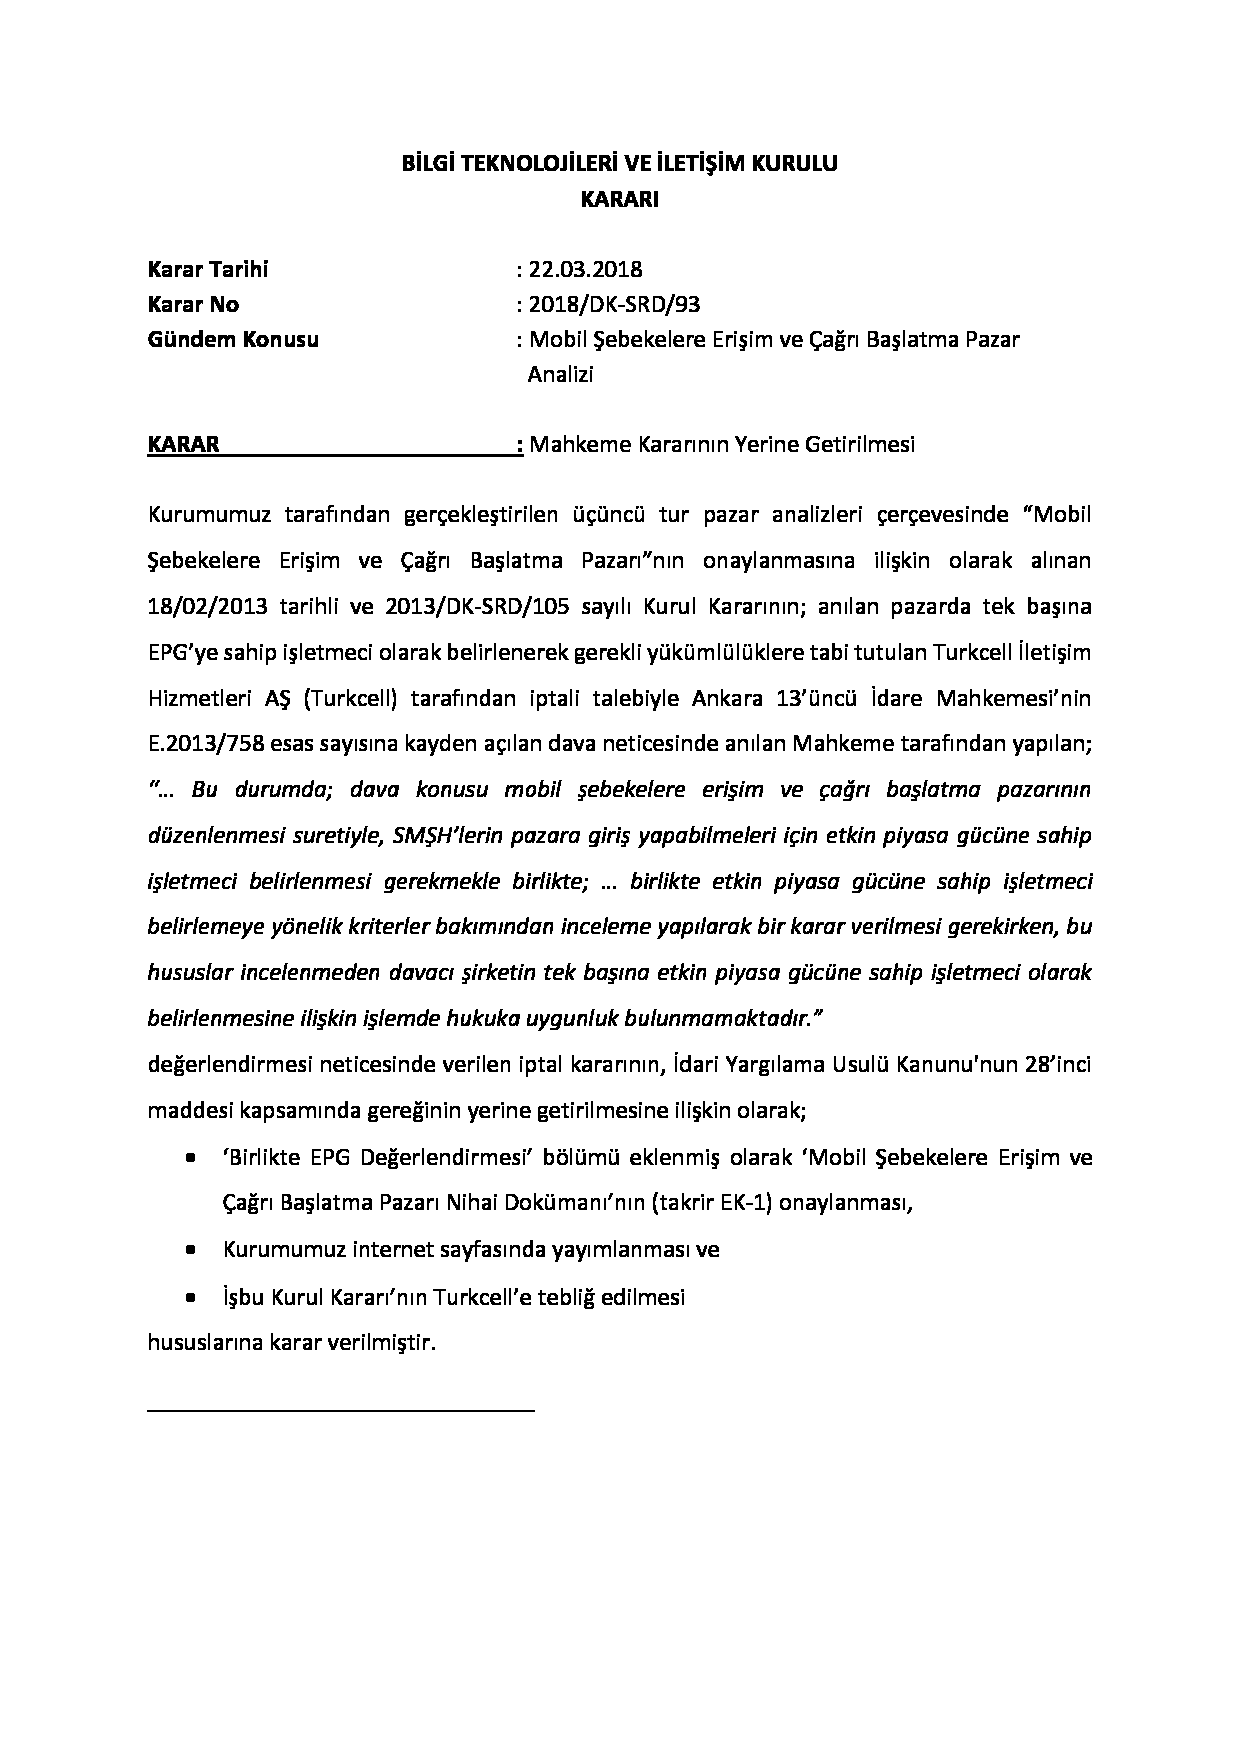 BİLGİ TEKNOLOJİLERİ VE İLETİŞİM KURULU
KARARI
Karar Tarihi : 22.03.2018
Karar No : 2018/DK-SRD/93
Gündem Konusu : Mobil Şebekelere Erişim ve Çağrı Başlatma Pazar
Analizi
KARAR : Mahkeme Kararının Yerine Getirilmesi
Kurumumuz tarafından gerçekleştirilen üçüncü tur pazar analizleri çerçevesinde “Mobil
Şebekelere Erişim ve Çağrı Başlatma Pazarı”nın onaylanmasına ilişkin olarak alınan
18/02/2013 tarihli ve 2013/DK-SRD/105 sayılı Kurul Kararının; anılan pazarda tek başına
EPG’ye sahip işletmeci olarak belirlenerek gerekli yükümlülüklere tabi tutulan Turkcell İletişim
Hizmetleri AŞ (Turkcell) tarafından iptali talebiyle Ankara 13’üncü İdare Mahkemesi’nin
E.2013/758 esas sayısına kayden açılan dava neticesinde anılan Mahkeme tarafından yapılan;
“… Bu durumda; dava konusu mobil şebekelere erişim ve çağrı başlatma pazarının
düzenlenmesi suretiyle, SMŞH’lerin pazara giriş yapabilmeleri için etkin piyasa gücüne sahip
işletmeci belirlenmesi gerekmekle birlikte; … birlikte etkin piyasa gücüne sahip işletmeci
belirlemeye yönelik kriterler bakımından inceleme yapılarak bir karar verilmesi gerekirken, bu
hususlar incelenmeden davacı şirketin tek başına etkin piyasa gücüne sahip işletmeci olarak
belirlenmesine ilişkin işlemde hukuka uygunluk bulunmamaktadır.”
değerlendirmesi neticesinde verilen iptal kararının, İdari Yargılama Usulü Kanunu'nun 28’inci
maddesi kapsamında gereğinin yerine getirilmesine ilişkin olarak;
• ‘Birlikte EPG Değerlendirmesi’ bölümü eklenmiş olarak ‘Mobil Şebekelere Erişim ve
Çağrı Başlatma Pazarı Nihai Dokümanı’nın (takrir EK-1) onaylanması,
• Kurumumuz internet sayfasında yayımlanması ve
• İşbu Kurul Kararı’nın Turkcell’e tebliğ edilmesi
hususlarına karar verilmiştir.